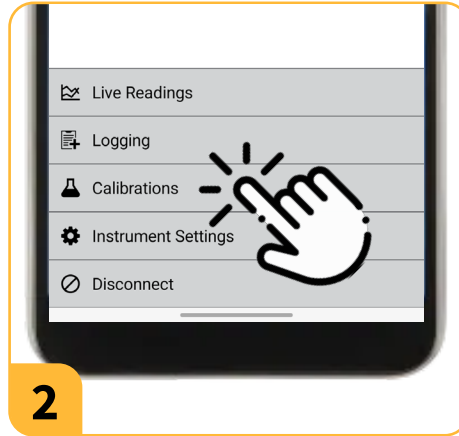 Live Readings
Logging
Calibrations
Instrument Settings
Disconnect
2